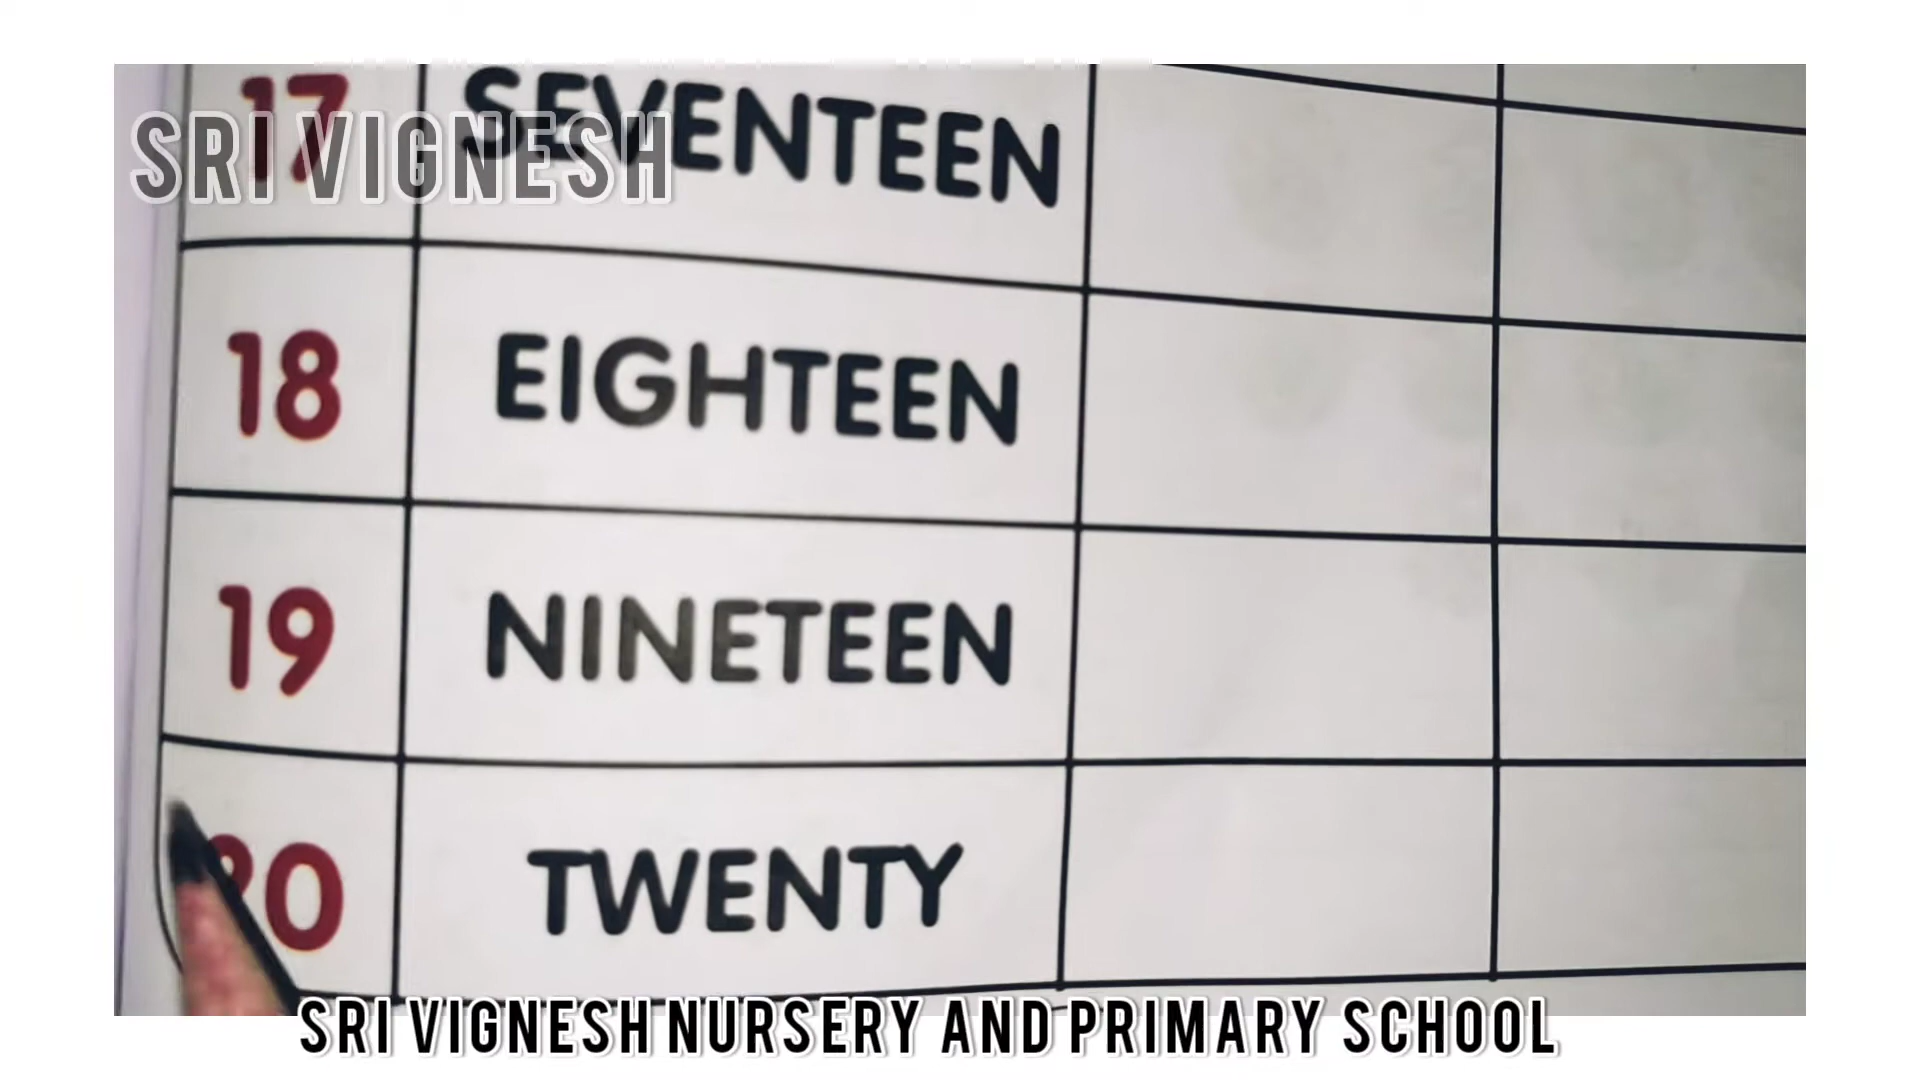 17 SEVENTEEN
SRI VIGNESH
18 EIGHTEEN
19 NINETEEN
20 TWENTY
SRI VIGNESH NURSERY AND PRIMARY SCHOOL